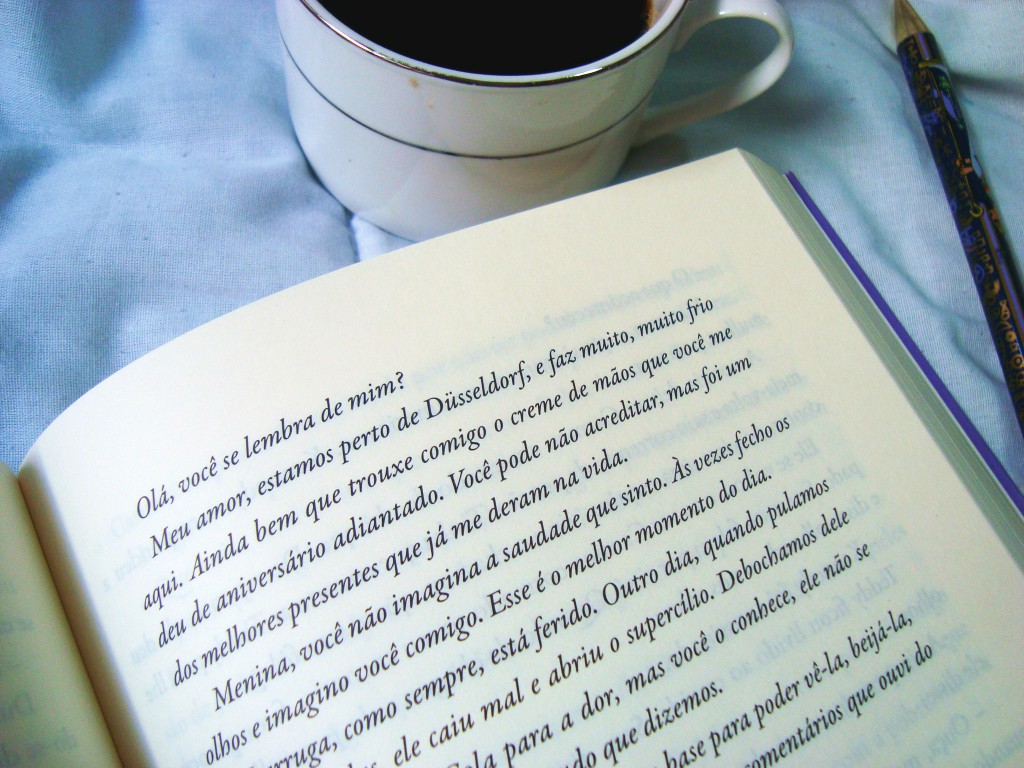 Olá, você se lembra de mim?
Meu amor, estamos perto de Düsseldorf, e faz muito, muito frio
aqui. Ainda bem que trouxe comigo o creme de mãos que você me
deu de aniversário adiantado. Você pode não acreditar, mas foi um
dos melhores presentes que já me deram na vida.
Menina, você não imagina a saudade que sinto. Às vezes fecho os
olhos e imagino você comigo. Esse é o melhor momento do dia.
como sempre, está ferido. Outro dia, quando pulamos
ele caiu mal e abriu o supercílio. Debochamos dele
para a dor, mas você o conhece, ele não se
que dizemos.
base para poder vê-la, beijá-la,
comentários que ouvi do